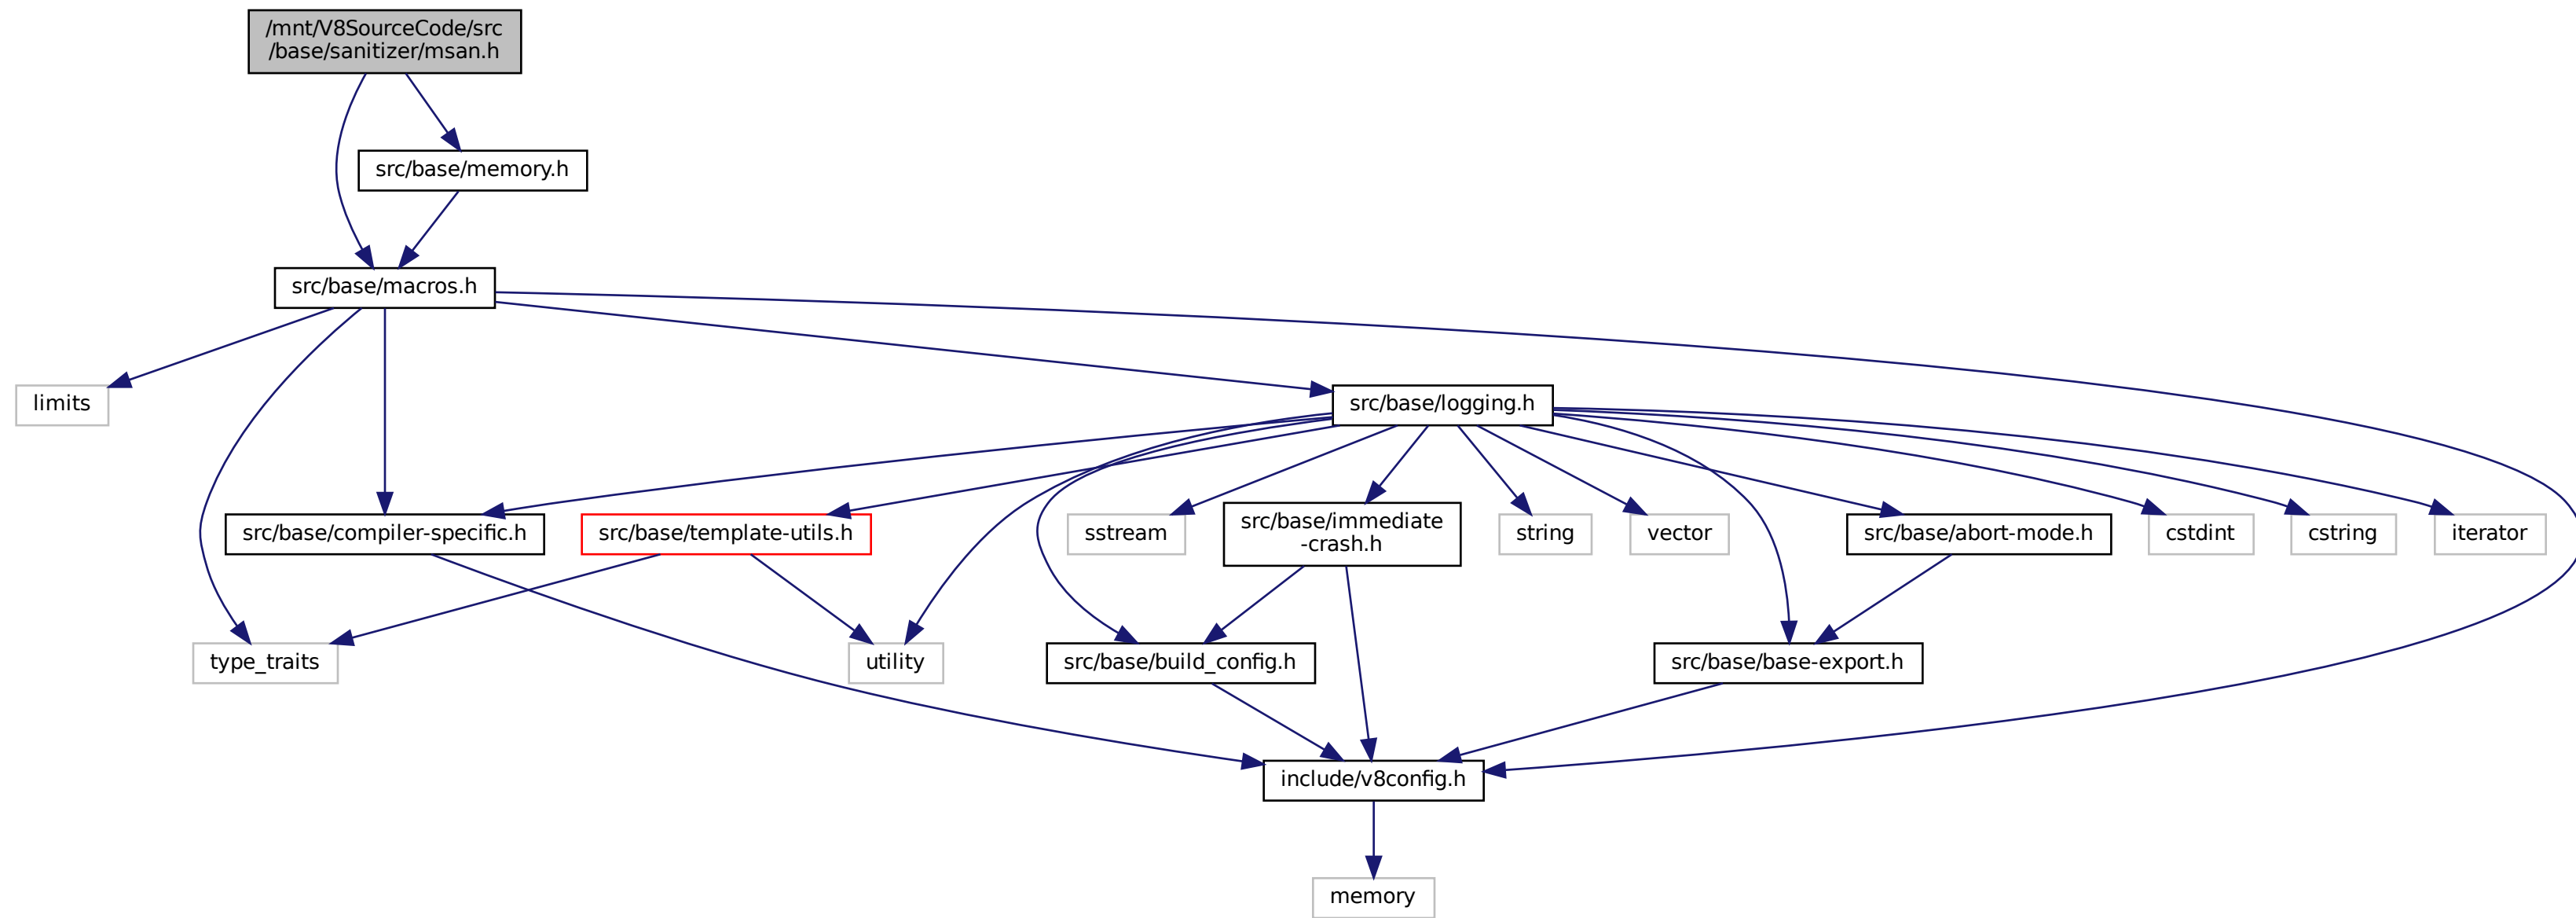 /mnt/V8SourceCode/src
/base/sanitizer/msan.h
src/base/memory.h
src/base/macros.h
limits
src/base/logging.h
src/base/compiler-specific.h
src/base/template-utils.h
sstream
src/base/immediate
-crash.h
string
vector
src/base/abort-mode.h
cstdint
cstring
iterator
type_traits
utility
src/base/build_config.h
src/base/base-export.h
include/v8config.h
memory